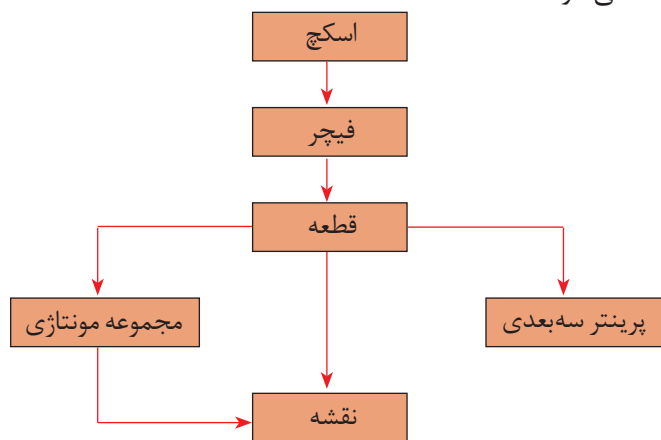 اسکچ
فیچر
قطعه
پرینتر سه‌بعدی
مجموعه مونتاژی
نقشه